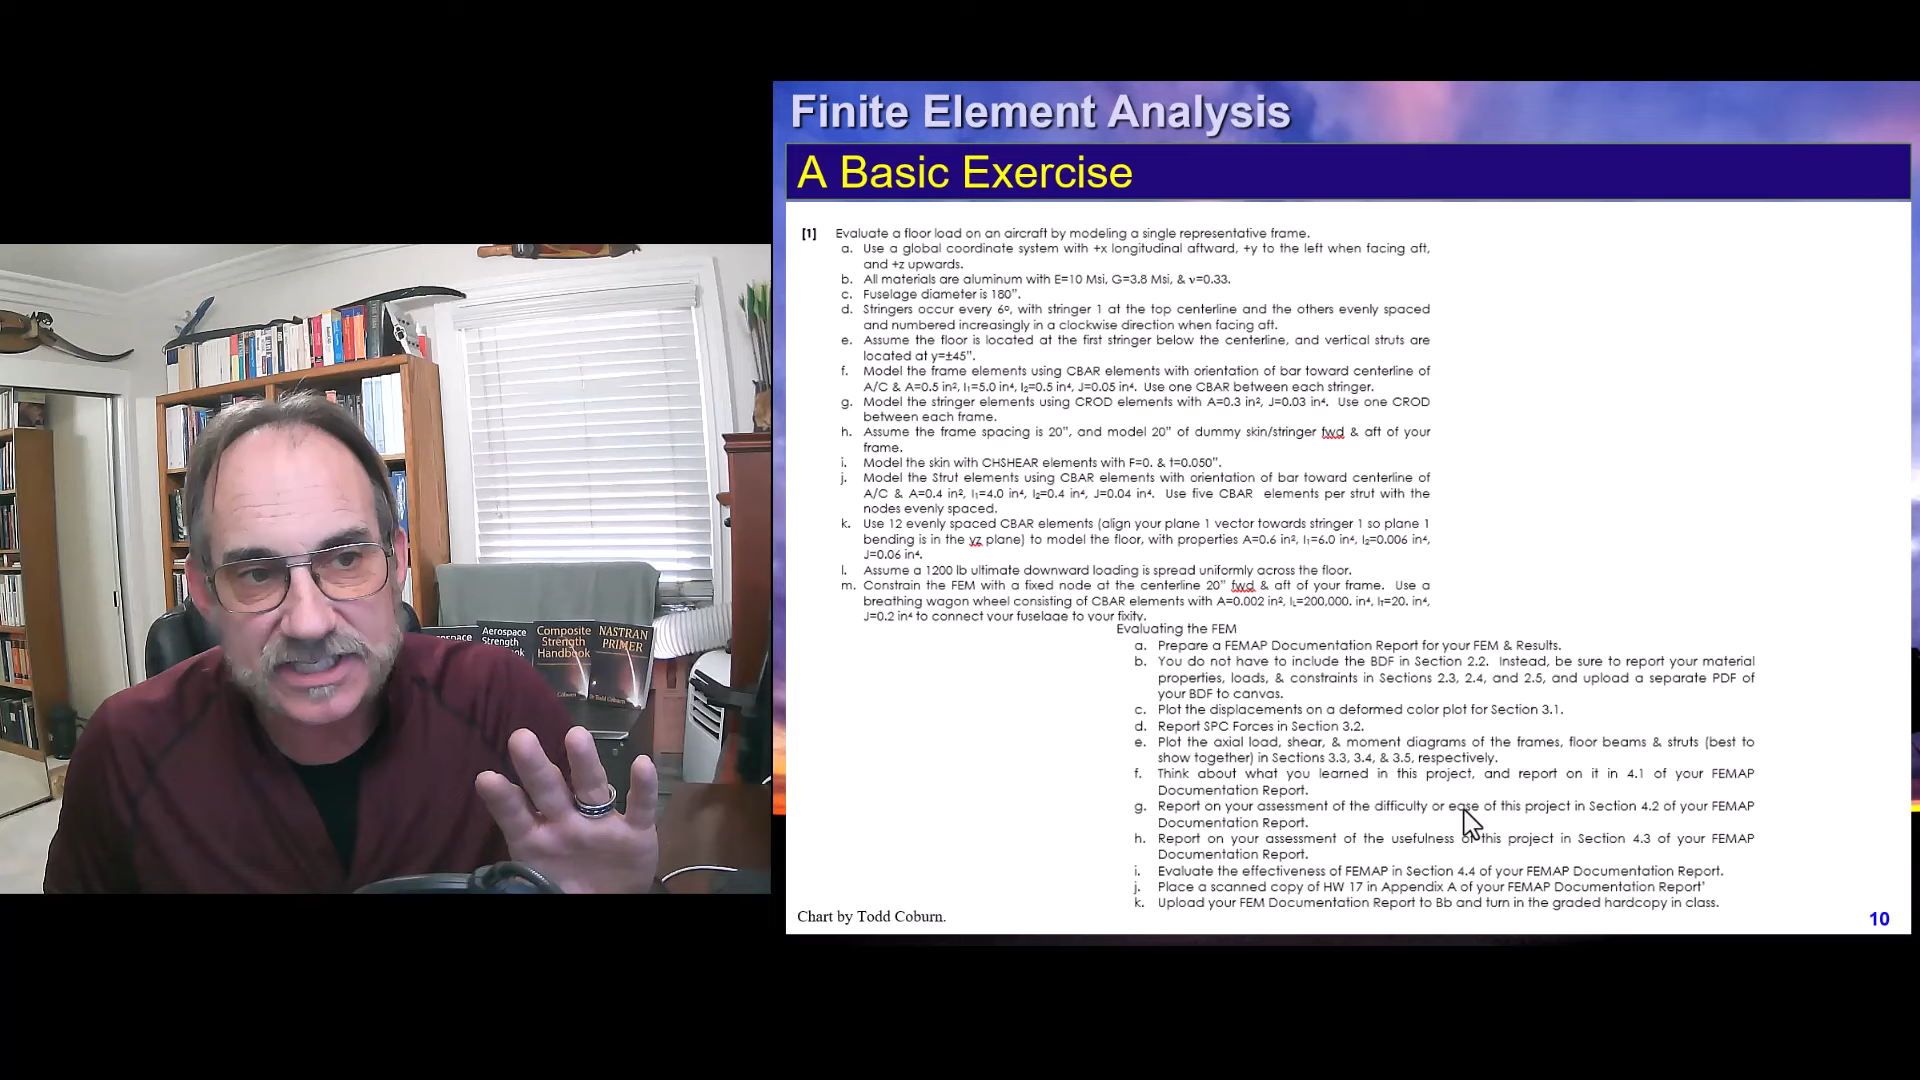 Finite Element Analysis
A Basic Exercise
[1] Evaluate a floor load on an aircraft by modeling a single representative frame.
a. Use a global coordinate system with +x longitudinal aftward, +y to the left when facing aft,
and +z upwards.
b. All materials are aluminum with E=10 Msi, G=3.8 Msi, & ν=0.33.
c. Fuselage diameter is 180”.
d. Stringers occur every 6º, with stringer 1 at the top centerline and the others evenly spaced
and numbered increasingly in a clockwise direction when facing aft.
e. Assume the floor is located at the first stringer below the centerline, and vertical struts are
located at y=±45”.
f. Model the frame elements using CBAR elements with orientation of bar toward centerline of
A/C & A=0.5 in², I₁=5.0 in⁴, I₂=0.5 in⁴, J=0.05 in⁴. Use one CBAR between each stringer.
g. Model the stringer elements using CROD elements with A=0.3 in², J=0.03 in⁴. Use one CROD
between each frame.
h. Assume the frame spacing is 20”, and model 20” of dummy skin/stringer fwd & aft of your
frame.
i. Model the skin with CHSHEAR elements with F=0. & t=0.050”.
j. Model the Strut elements using CBAR elements with orientation of bar toward centerline of
A/C & A=0.4 in², I₁=4.0 in⁴, I₂=0.4 in⁴, J=0.04 in⁴. Use five CBAR elements per strut with the
nodes evenly spaced.
k. Use 12 evenly spaced CBAR elements (align your plane 1 vector towards stringer 1 so plane 1
bending is in the yz plane) to model the floor, with properties A=0.6 in², I₁=6.0 in⁴, I₂=0.006 in⁴,
J=0.06 in⁴.
l. Assume a 1200 lb ultimate downward loading is spread uniformly across the floor.
m. Constrain the FEM with a fixed node at the centerline 20” fwd & aft of your frame. Use a
breathing wagon wheel consisting of CBAR elements with A=0.002 in², I_L=200,000. in⁴, I_T=20. in⁴,
J=0.2 in⁴ to connect your fuselage to your fixity.
Evaluating the FEM
a. Prepare a FEMAP Documentation Report for your FEM & Results.
b. You do not have to include the BDF in Section 2.2. Instead, be sure to report your material
properties, loads, & constraints in Sections 2.3, 2.4, and 2.5, and upload a separate PDF of
your BDF to canvas.
c. Plot the displacements on a deformed color plot for Section 3.1.
d. Report SPC Forces in Section 3.2.
e. Plot the axial load, shear, & moment diagrams of the frames, floor beams & struts (best to
show together) in Sections 3.3, 3.4, & 3.5, respectively.
f. Think about what you learned in this project, and report on it in 4.1 of your FEMAP
Documentation Report.
g. Report on your assessment of the difficulty or ease of this project in Section 4.2 of your FEMAP
Documentation Report.
h. Report on your assessment of the usefulness of this project in Section 4.3 of your FEMAP
Documentation Report.
i. Evaluate the effectiveness of FEMAP in Section 4.4 of your FEMAP Documentation Report.
j. Place a scanned copy of HW 17 in Appendix A of your FEMAP Documentation Report’
k. Upload your FEM Documentation Report to Bb and turn in the graded hardcopy in class.
Chart by Todd Coburn.
10
Aerospace
Strength
Composite
Strength
Handbook
NASTRAN
PRIMER
Todd Coburn